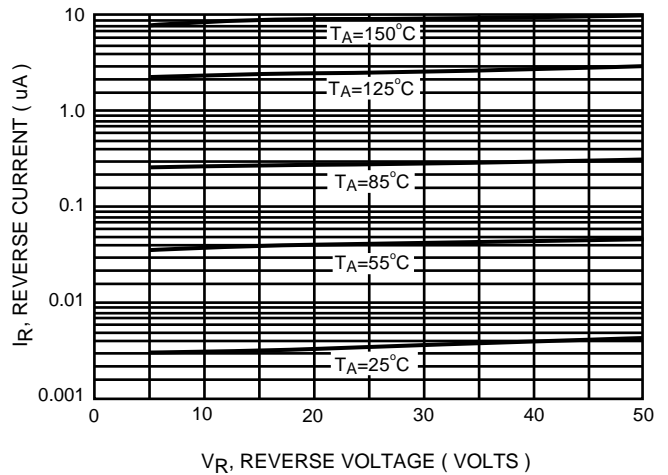 10
T_A=150°C
T_A=125°C
1.0
T_A=85°C
0.1
T_A=55°C
0.01
T_A=25°C
0.001
0 10 20 30 40 50
I_R, REVERSE CURRENT ( uA )
V_R, REVERSE VOLTAGE ( VOLTS )